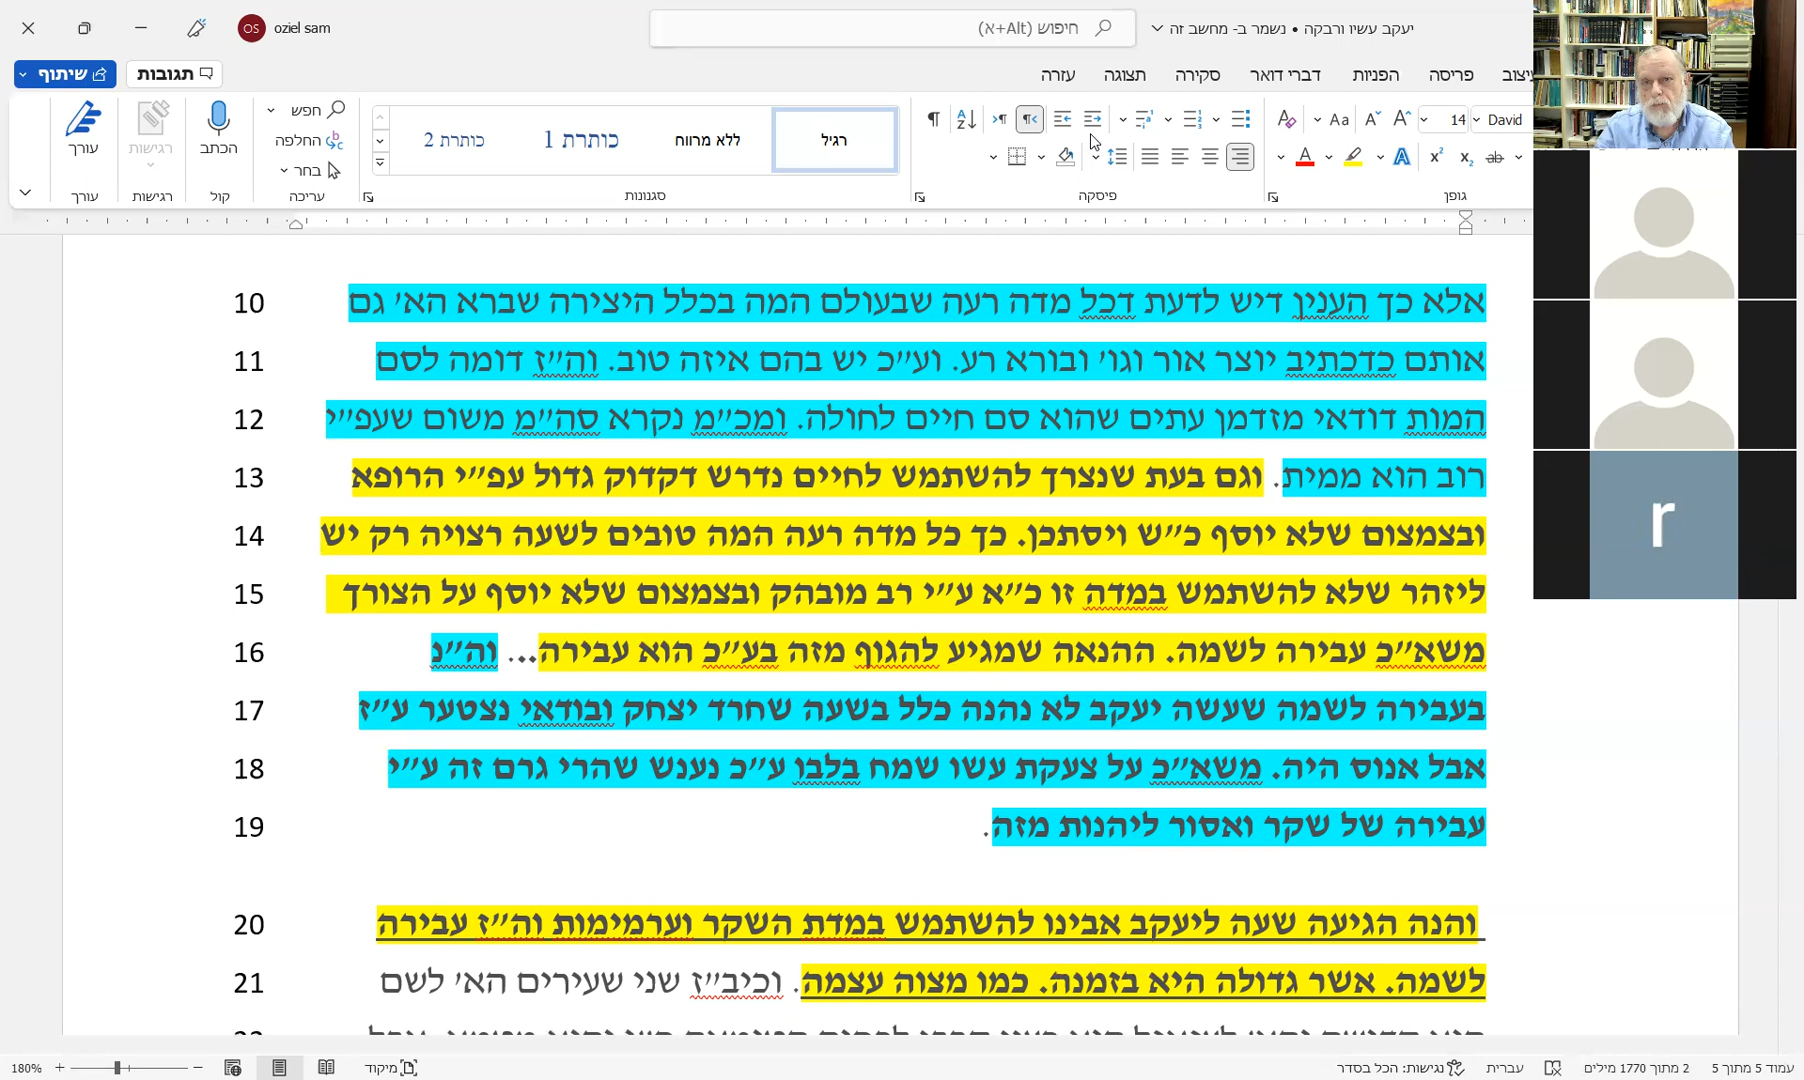 יעקב עשיו ורבקה • נשמר ב- מחשב זה
חיפוש (Alt+א)
oziel sam
OS
עיצוב
פריסה
הפניות
דברי דואר
סקירה
תצוגה
עזרה
תגובות
שיתוף
David
14
Aa
רגיל
ללא מרווח
כותרת 1
כותרת 2
חפש
החלפה
בחר
הכתב
רגישות
עורך
גופן
פיסקה
סגנונות
עריכה
קול
רגישות
עורך
10 אלא כך הענין דיש לדעת דכל מדה רעה שבעולם המה בכלל היצירה שברא הא' גם
11 אותם כדכתיב יוצר אור וגו' ובורא רע. וע"כ יש בהם איזה טוב. וה"ז דומה לסם
12 המות דודאי מזדמן עתים שהוא סם חיים לחולה. ומכ"מ נקרא סה"מ משום שעפ"י
13 רוב הוא ממית. וגם בעת שנצרך להשתמש לחיים נדרש דקדוק גדול עפ"י הרופא
14 ובצמצום שלא יוסף כ"ש ויסתכן. כך כל מדה רעה המה טובים לשעה רצויה רק יש
15 ליזהר שלא להשתמש במדה זו כ"א ע"י רב מובהק ובצמצום שלא יוסף על הצורך
16 משא"כ עבירה לשמה. ההנאה שמגיע להגוף מזה בע"כ הוא עבירה... וה"נ
17 בעבירה לשמה שעשה יעקב לא נהנה כלל בשעה שחרד יצחק ובודאי נצטער ע"ז
18 אבל אנוס היה. משא"כ על צעקת עשו שמח בלבו ע"כ נענש שהרי גרם זה ע"י
19 עבירה של שקר ואסור ליהנות מזה.
20 והנה הגיעה שעה ליעקב אבינו להשתמש במדת השקר וערמימות וה"ז עבירה
21 לשמה. אשר גדולה היא בזמנה. כמו מצוה עצמה. וכיב"ז שני שעירים הא' לשם
r
עמוד 5 מתוך 5
2 מתוך 1770 מילים
עברית
נגישות: הכל בסדר
מיקוד
180%